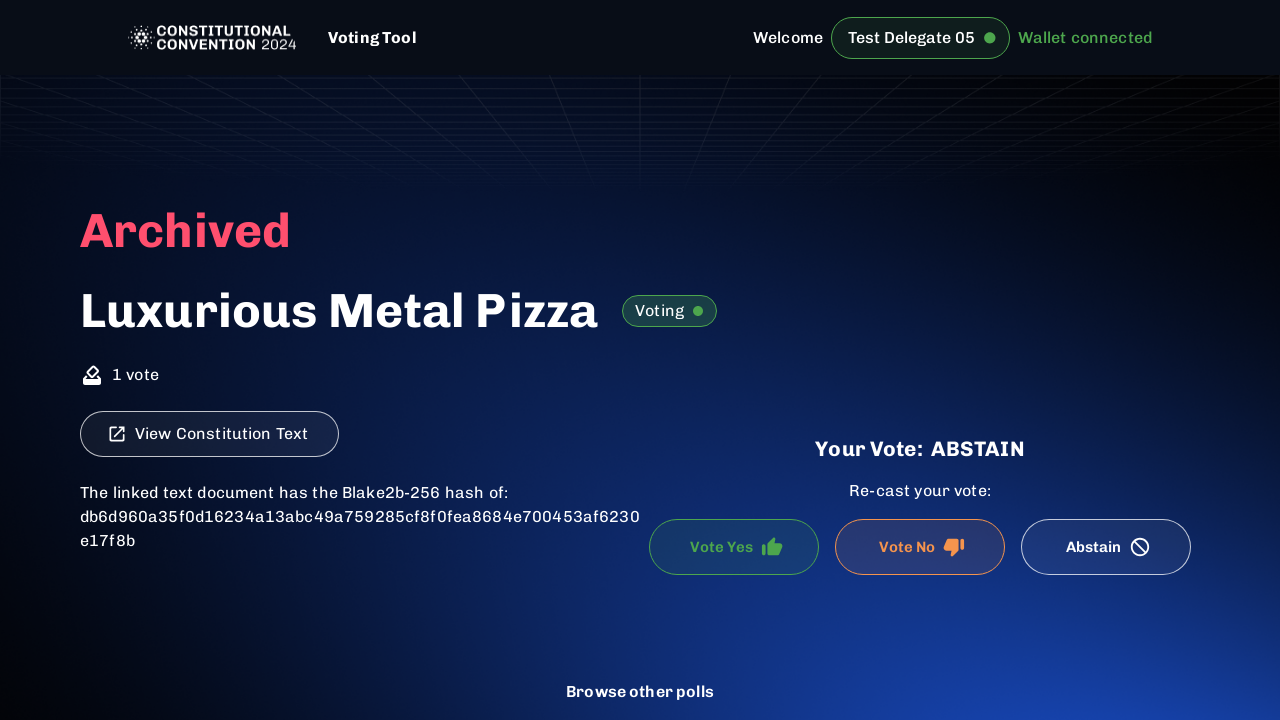 CONSTITUTIONAL
CONVENTION 2024
Voting Tool
Welcome
Test Delegate 05
Wallet connected
Archived
Luxurious Metal Pizza
Voting
1 vote
View Constitution Text
The linked text document has the Blake2b-256 hash of:
db6d960a35f0d16234a13abc49a759285cf8f0fea8684e700453af6230
e17f8b
Your Vote: ABSTAIN
Re-cast your vote:
Vote Yes
Vote No
Abstain
Browse other polls